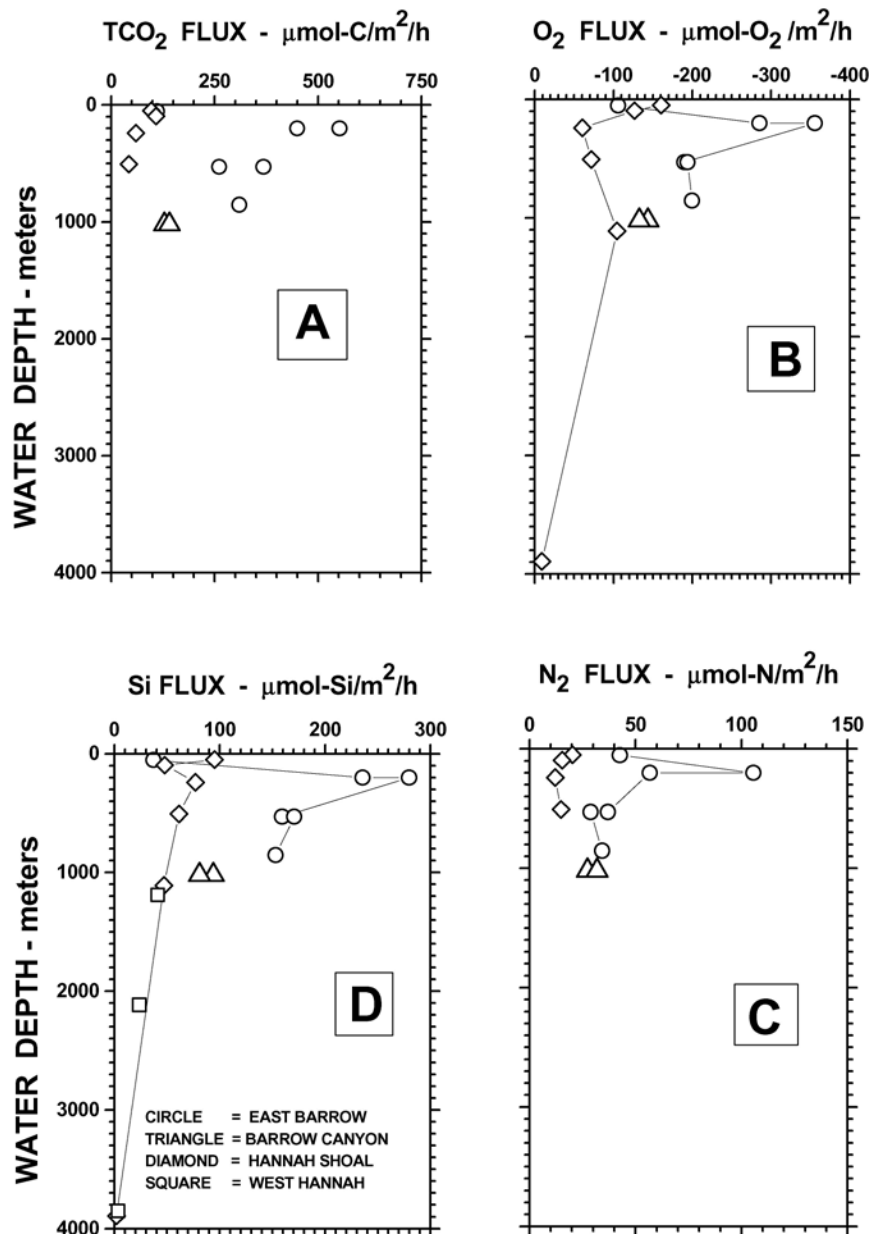 TCO2 FLUX - μmol-C/m2/h
0 250 500 750
0
1000
2000
3000
4000
WATER DEPTH - meters
A
O2 FLUX - μmol-O2 /m2/h
0 -100 -200 -300 -400
B
Si FLUX - μmol-Si/m2/h
0 100 200 300
0
1000
2000
3000
4000
WATER DEPTH - meters
D
CIRCLE = EAST BARROW
TRIANGLE = BARROW CANYON
DIAMOND = HANNAH SHOAL
SQUARE = WEST HANNAH
N2 FLUX - μmol-N/m2/h
0 50 100 150
C